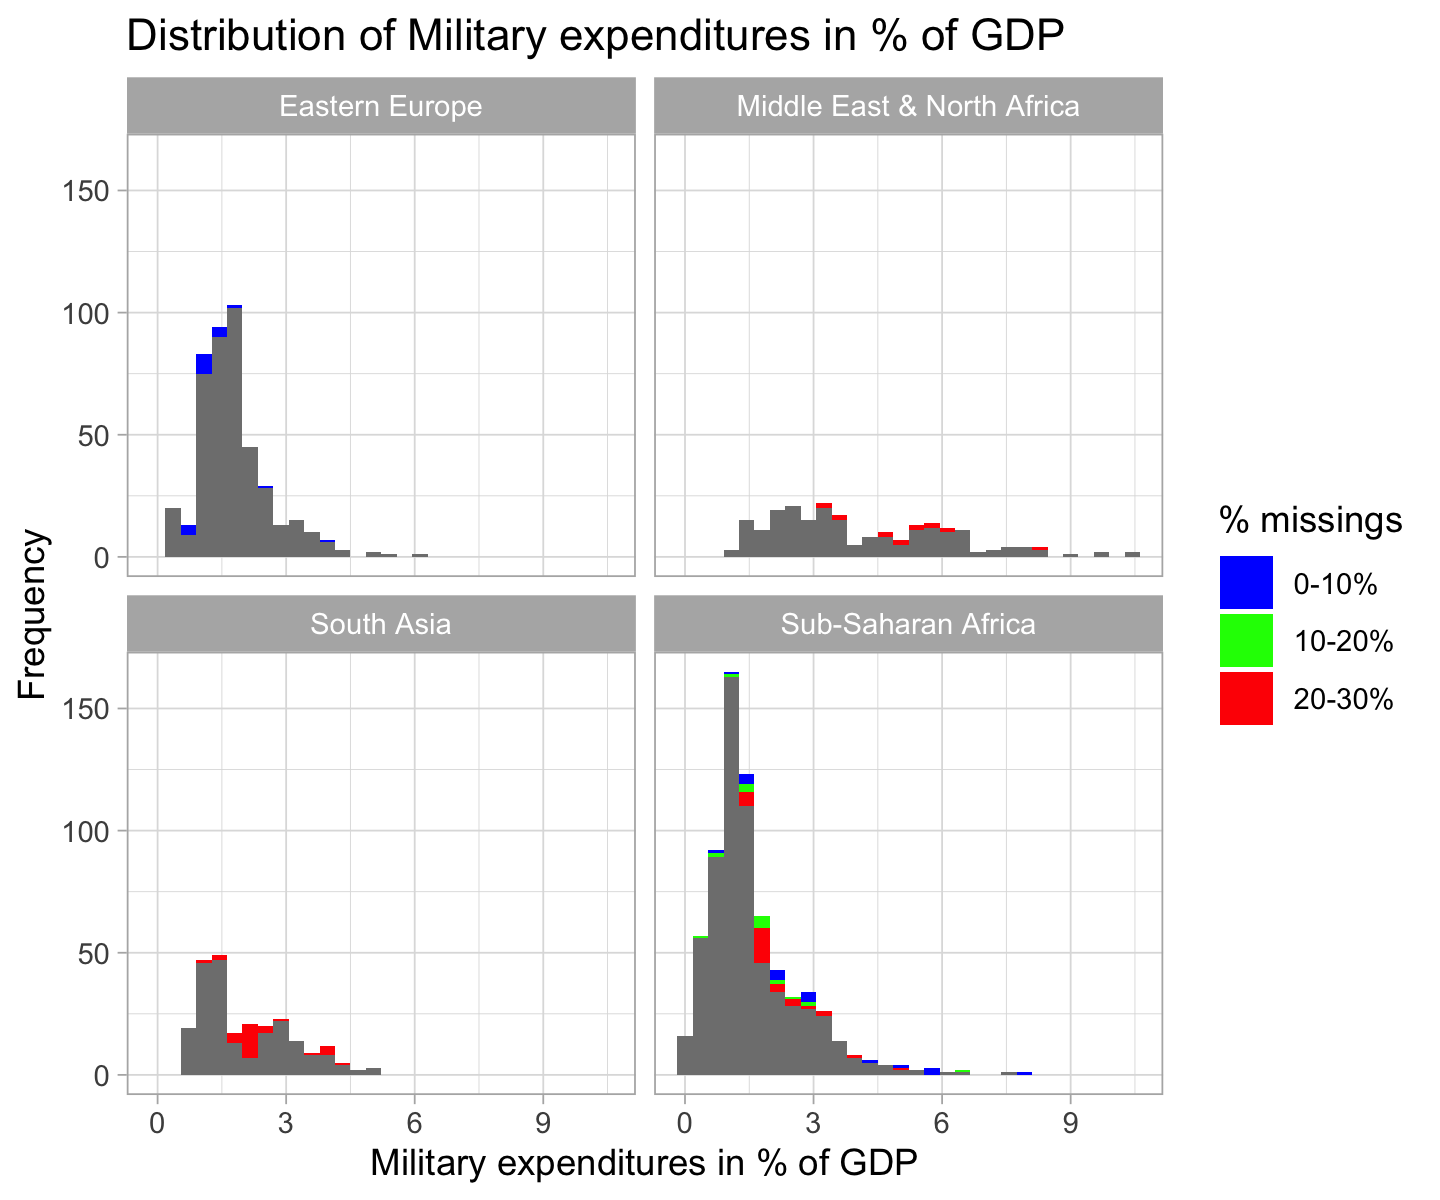 Distribution of Military expenditures in % of GDP
Eastern Europe
Middle East & North Africa
150
100
50
0
South Asia
Sub-Saharan Africa
150
100
50
0
0 3 6 9
0 3 6 9
Military expenditures in % of GDP
Frequency
% missings
0-10%
10-20%
20-30%